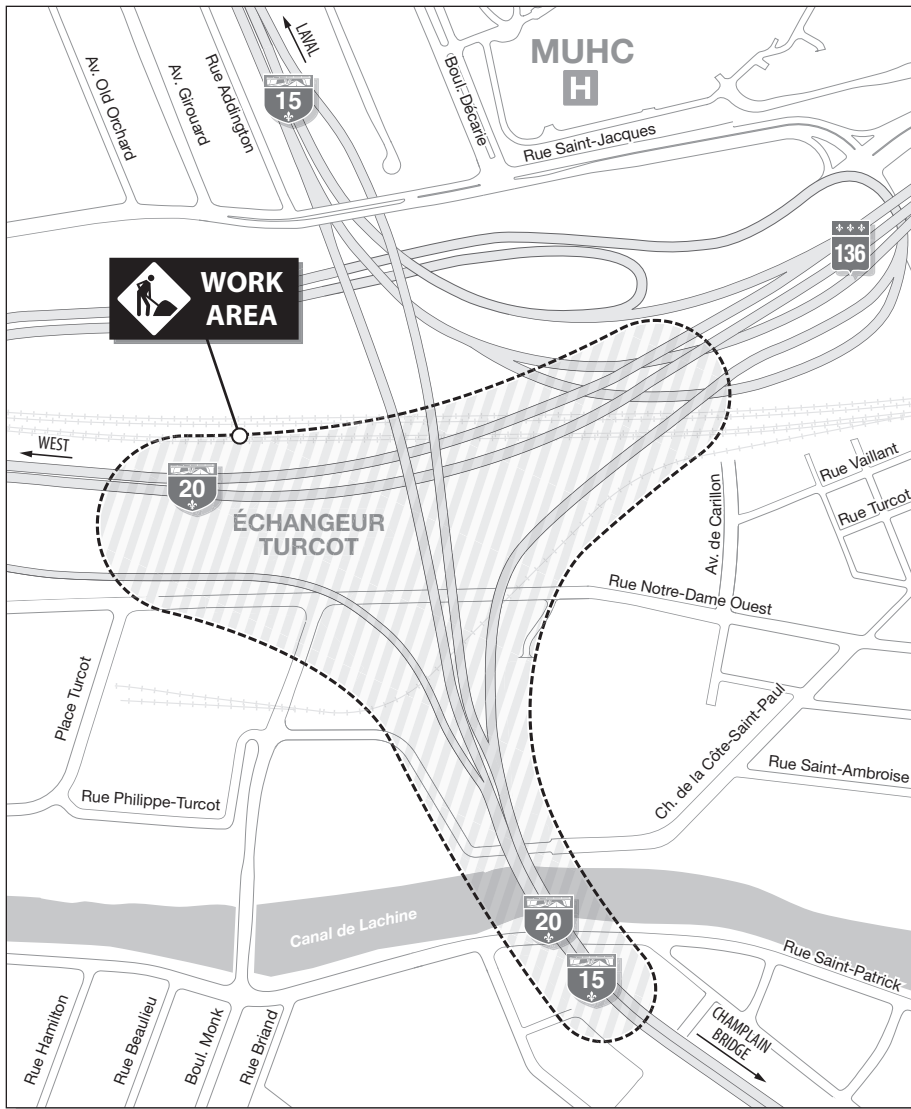 LAVAL
MUHC
H
15
Av. Old Orchard
Av. Girouard
Rue Addington
Boul. Décarie
Rue Saint-Jacques
136
WORK
AREA
WEST
20
ÉCHANGEUR
TURCOT
Av. de Carillon
Rue Vaillant
Rue Turcot
Rue Notre-Dame Ouest
Place Turcot
Ch. de la Côte-Saint-Paul
Rue Saint-Ambroise
Rue Philippe-Turcot
Canal de Lachine
20
15
Rue Saint-Patrick
CHAMPLAIN
BRIDGE
Rue Hamilton
Rue Beaulieu
Boul. Monk
Rue Briand